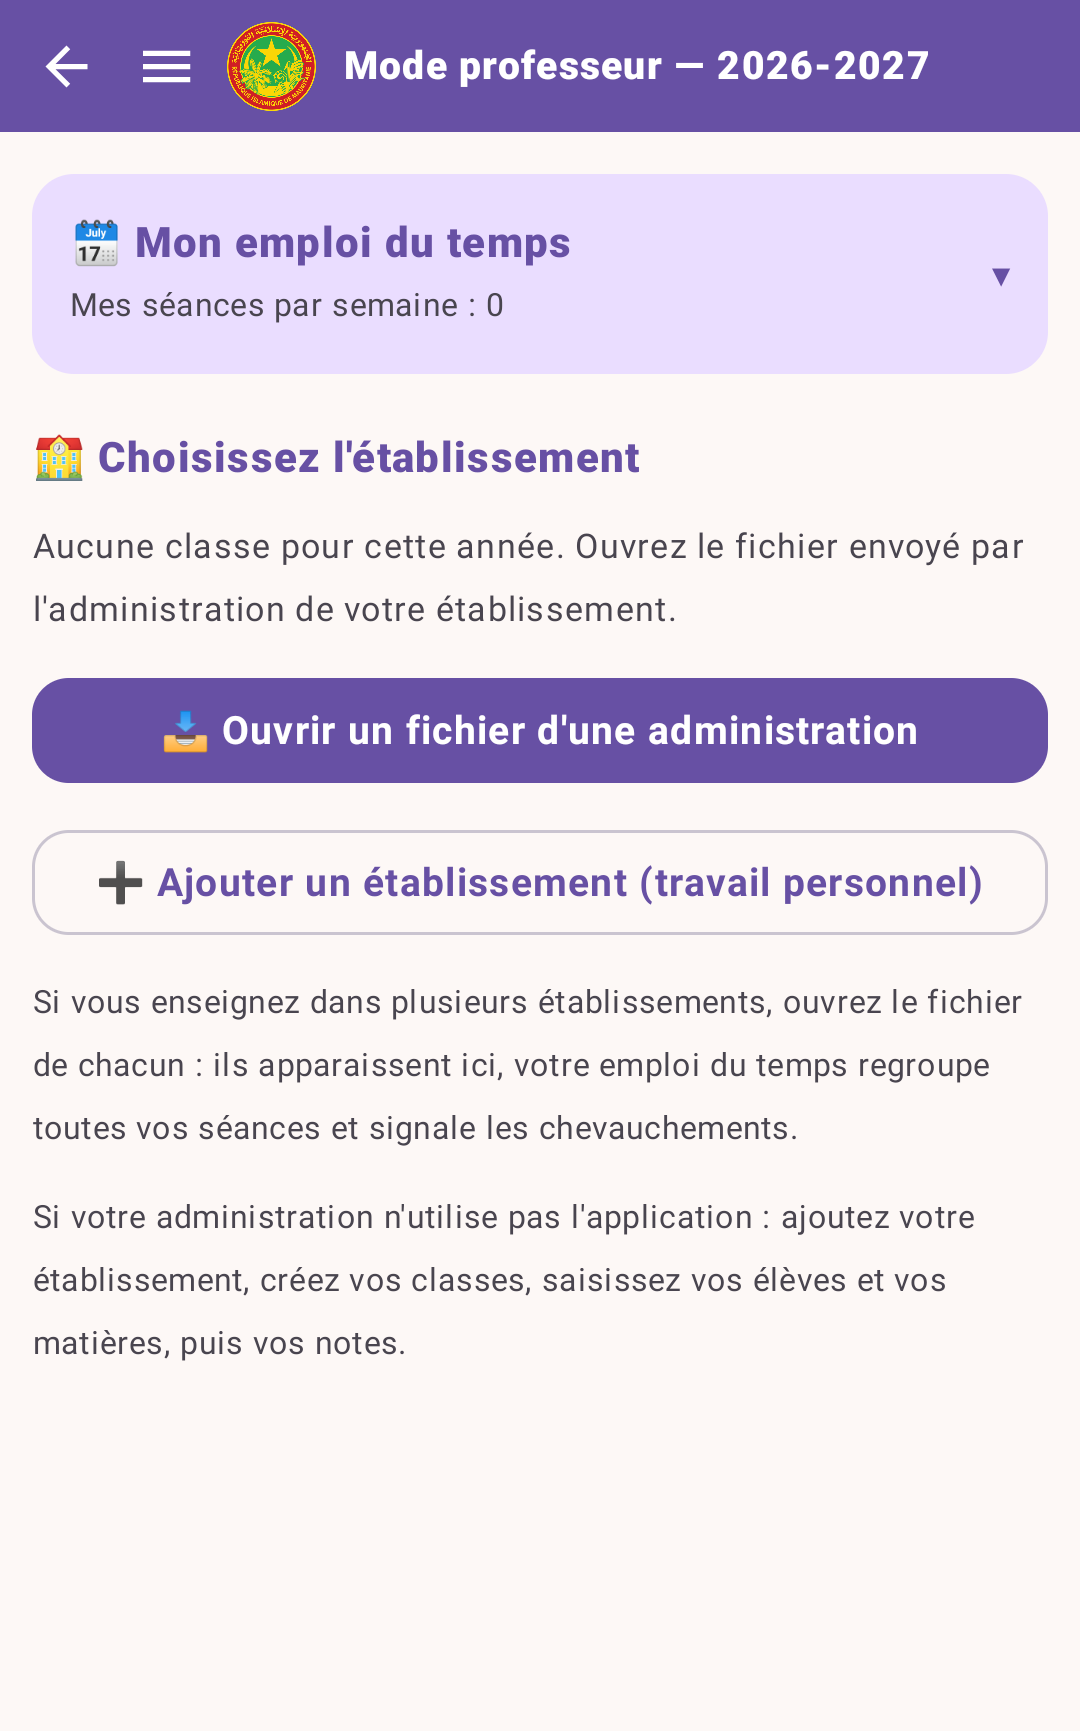 Mode professeur — 2026-2027
July
17
Mon emploi du temps
Mes séances par semaine : 0
▼
Choisissez l'établissement
Aucune classe pour cette année. Ouvrez le fichier envoyé par
l'administration de votre établissement.
Ouvrir un fichier d'une administration
Ajouter un établissement (travail personnel)
Si vous enseignez dans plusieurs établissements, ouvrez le fichier
de chacun : ils apparaissent ici, votre emploi du temps regroupe
toutes vos séances et signale les chevauchements.
Si votre administration n'utilise pas l'application : ajoutez votre
établissement, créez vos classes, saisissez vos élèves et vos
matières, puis vos notes.